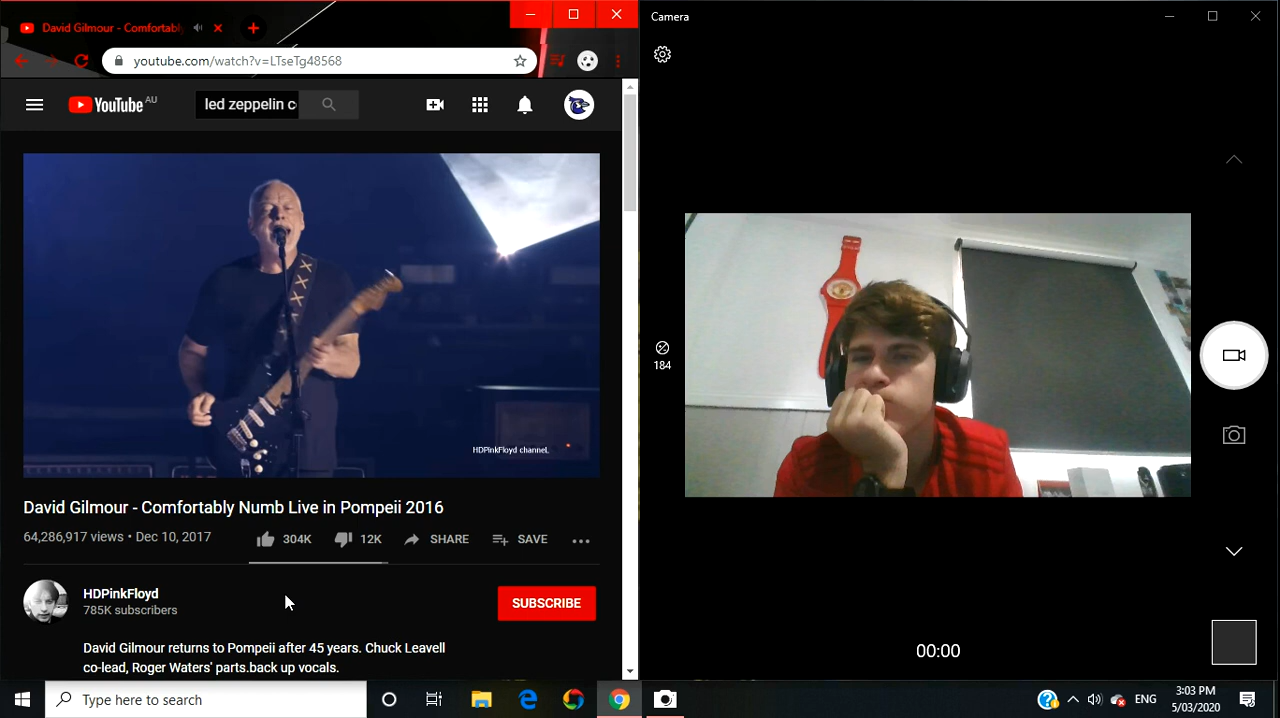 David Gilmour - Comfortabl
youtube.com/watch?v=LTseTg48568
YouTube AU
led zeppelin c
HDPinkFloyd channel
David Gilmour - Comfortably Numb Live in Pompeii 2016
64,286,917 views • Dec 10, 2017
304K
12K
SHARE
SAVE
HDPinkFloyd
785K subscribers
SUBSCRIBE
David Gilmour returns to Pompeii after 45 years. Chuck Leavell
co-lead, Roger Waters' parts.back up vocals.
Type here to search
Camera
184
00:00
ENG
3:03 PM
5/03/2020